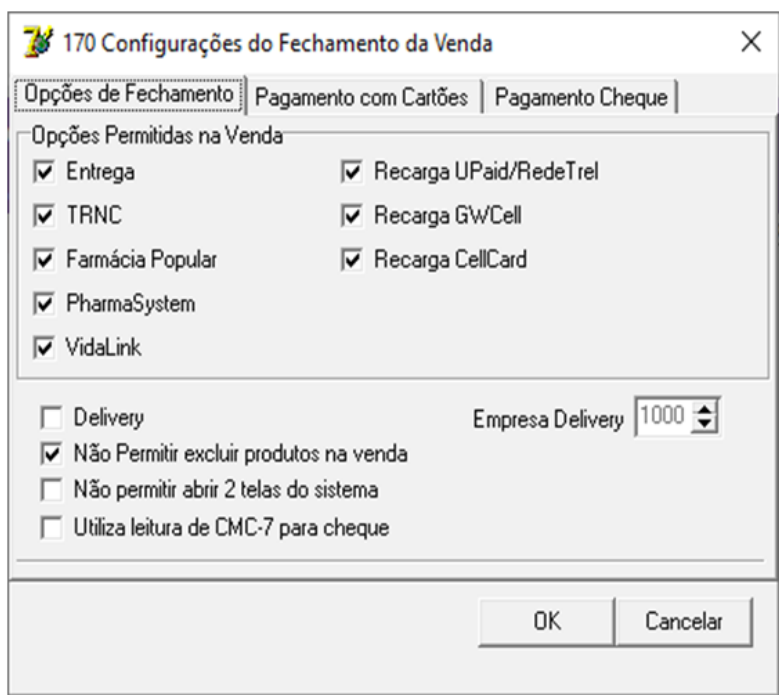 170 Configurações do Fechamento da Venda
Opções de Fechamento Pagamento com Cartões Pagamento Cheque
Opções Permitidas na Venda
Entrega Recarga UPaid/RedeTrel
TRNC Recarga GWCell
Farmácia Popular Recarga CellCard
PharmaSystem
VidaLink
Delivery Empresa Delivery 1000
Não Permitir excluir produtos na venda
Não permitir abrir 2 telas do sistema
Utiliza leitura de CMC-7 para cheque
OK Cancelar